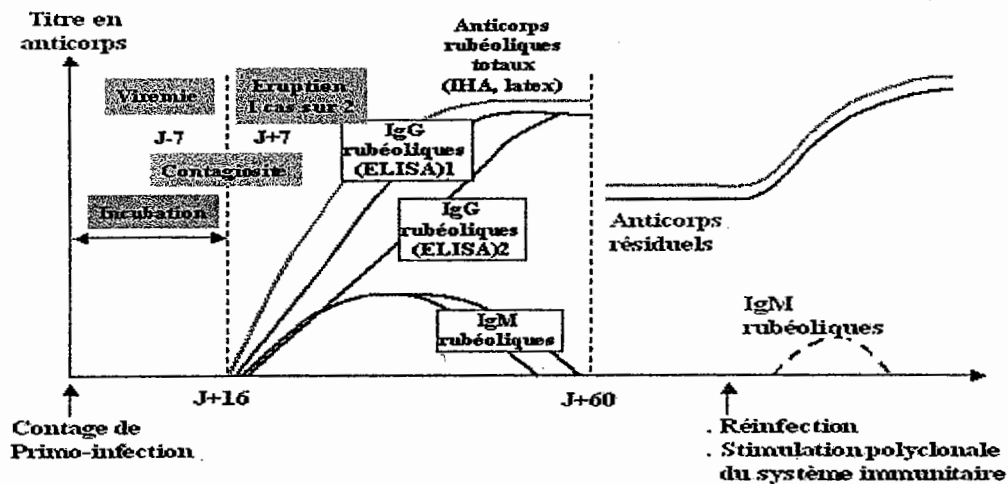 Titre en
anticorps
Virémie
Eruption
1 cas sur 2
J-7
J+7
Contagiosité
Incubation
Anticorps
rubéoliques
totaux
(IHA, latex)
IgG
rubéoliques
(ELISA)1
IgG
rubéoliques
(ELISA)2
IgM
rubéoliques
Anticorps
résiduels
IgM
rubéoliques
J+16
J+60
Contage de
Primo-infection
. Réinfection
. Stimulation polyclonale
du système immunitaire